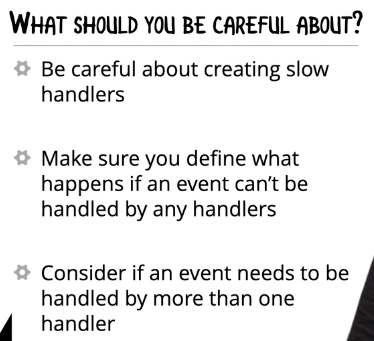 WHAT SHOULD YOU BE CAREFUL ABOUT?
Be careful about creating slow
handlers
Make sure you define what
happens if an event can't be
handled by any handlers
Consider if an event needs to be
handled by more than one
handler